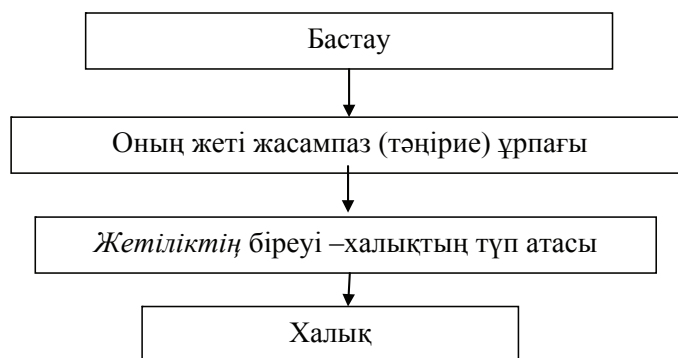 Бастау
Оның жеті жасампаз (тәңірие) ұрпағы
Жетіліктің біреуі –халықтың түп атасы
Халық